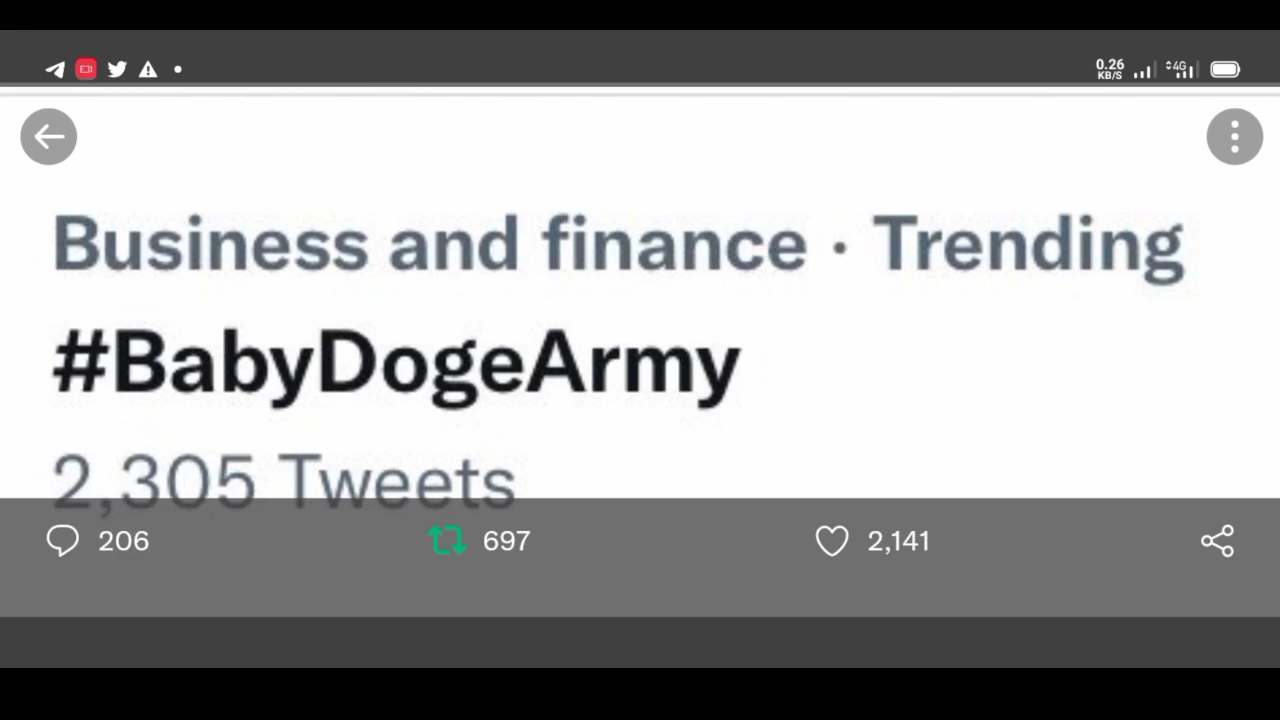 0.26
KB/S
4G
Business and finance · Trending
#BabyDogeArmy
2,305 Tweets
206
697
2,141